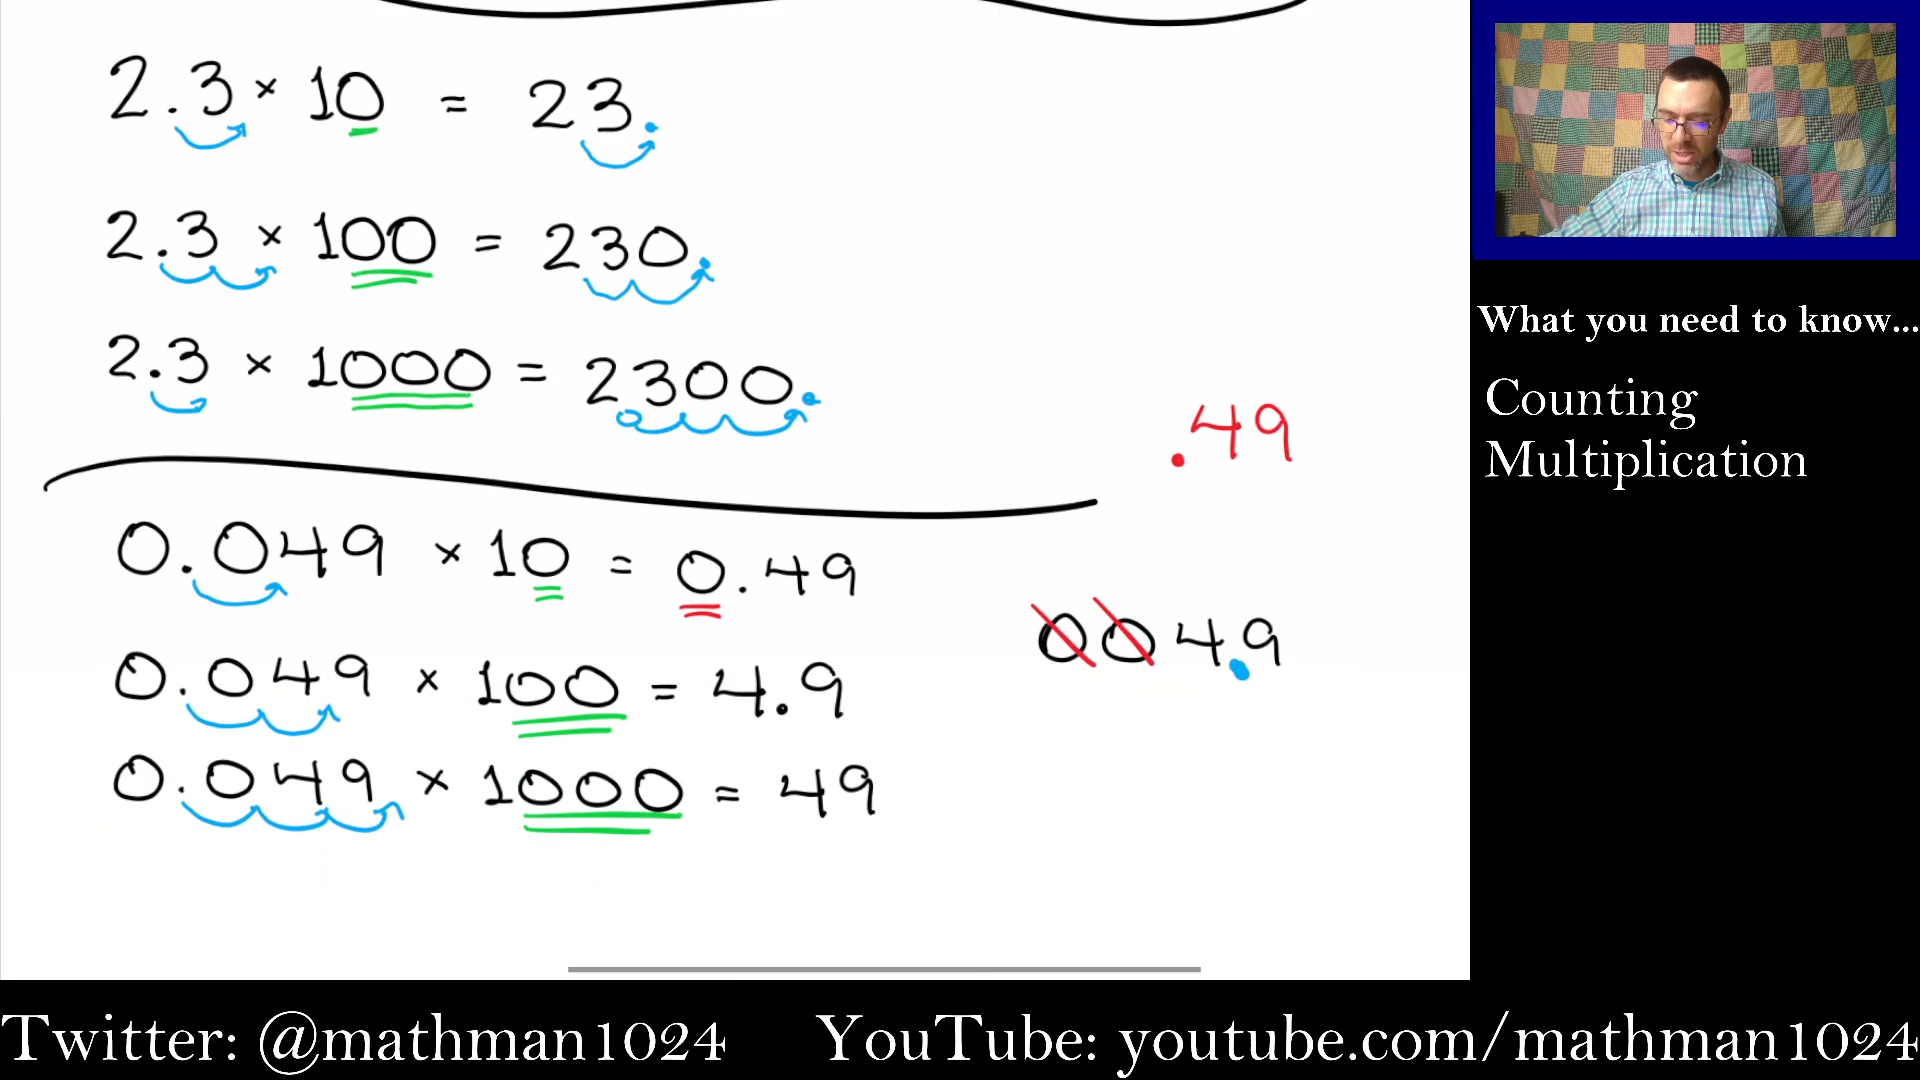 2.3 × 10 = 23.
2.3 × 100 = 230.
2.3 × 1000 = 2300.
.49
0.049 × 10 = 0.49
0049
.
0.049 × 100 = 4.9
0.049 × 1000 = 49
What you need to know...
Counting
Multiplication
Twitter: @mathman1024 YouTube: youtube.com/mathman1024